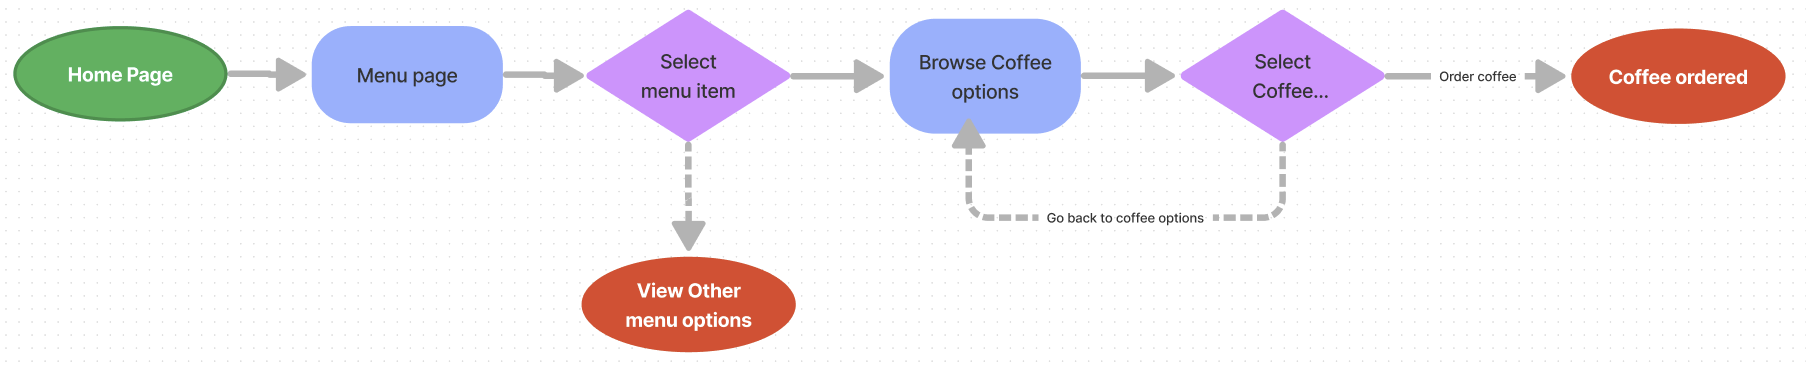 Home Page
Menu page
Select
menu item
Browse Coffee
options
Select
Coffee...
Order coffee
Coffee ordered
Go back to coffee options
View Other
menu options